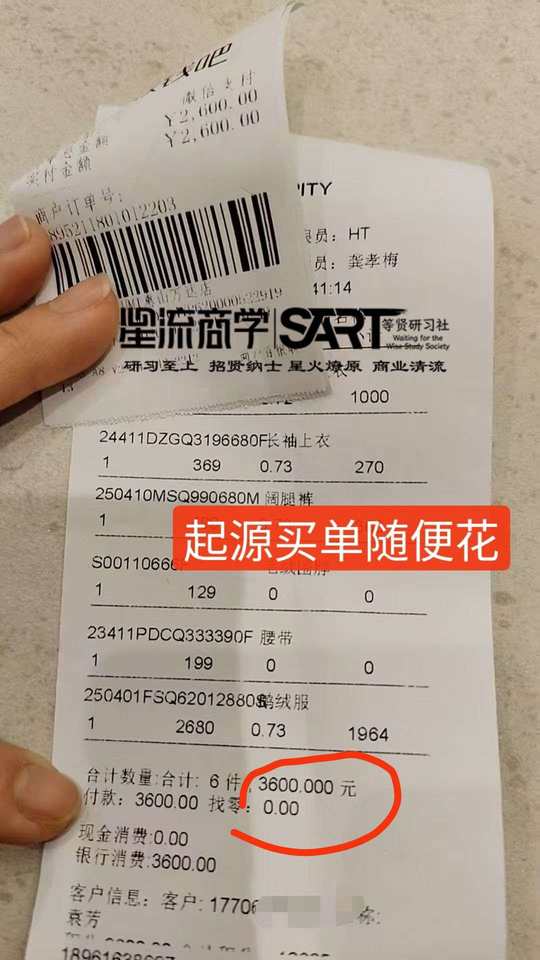 微信支付
¥2,600.00
¥2,600.00
实付金额
商户订单号:
895211801012203
PITY
员: HT
员: 龚孝梅
41:14
星流商学 SART 等贤研习社
Waiting for the
Wise Study Society
研习至上 招贤纳士 星火燎原 商业清流
1000
24411DZGQ3196680F长袖上衣
1 369 0.73 270
250410MSQ990680M 阔腿裤
1
起源买单随便花
S00110666
1 129 0 0
23411PDCQ333390F 腰带
1 199 0 0
250401FSQ62012880S鹅绒服
1 2680 0.73 1964
合计数量:合计: 6 件 3600.000 元
付款: 3600.00 找零: 0.00
现金消费:0.00
银行消费:3600.00
客户信息: 客户: 17706 称:
袁芳